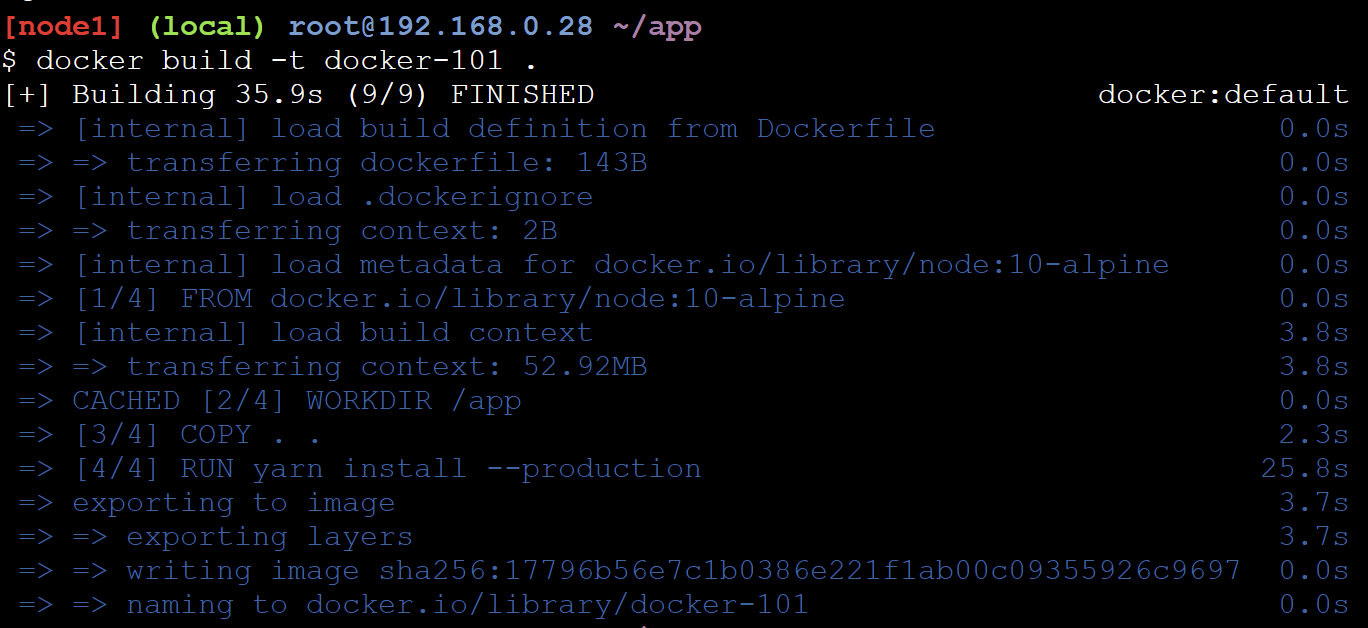 [node1] (local) root@192.168.0.28 ~/app
$ docker build -t docker-101 .
[+] Building 35.9s (9/9) FINISHED docker:default
=> [internal] load build definition from Dockerfile 0.0s
=> => transferring dockerfile: 143B 0.0s
=> [internal] load .dockerignore 0.0s
=> => transferring context: 2B 0.0s
=> [internal] load metadata for docker.io/library/node:10-alpine 0.0s
=> [1/4] FROM docker.io/library/node:10-alpine 0.0s
=> [internal] load build context 3.8s
=> => transferring context: 52.92MB 3.8s
=> CACHED [2/4] WORKDIR /app 0.0s
=> [3/4] COPY . . 2.3s
=> [4/4] RUN yarn install --production 25.8s
=> exporting to image 3.7s
=> => exporting layers 3.7s
=> => writing image sha256:17796b56e7c1b0386e221f1ab00c09355926c9697 0.0s
=> => naming to docker.io/library/docker-101 0.0s